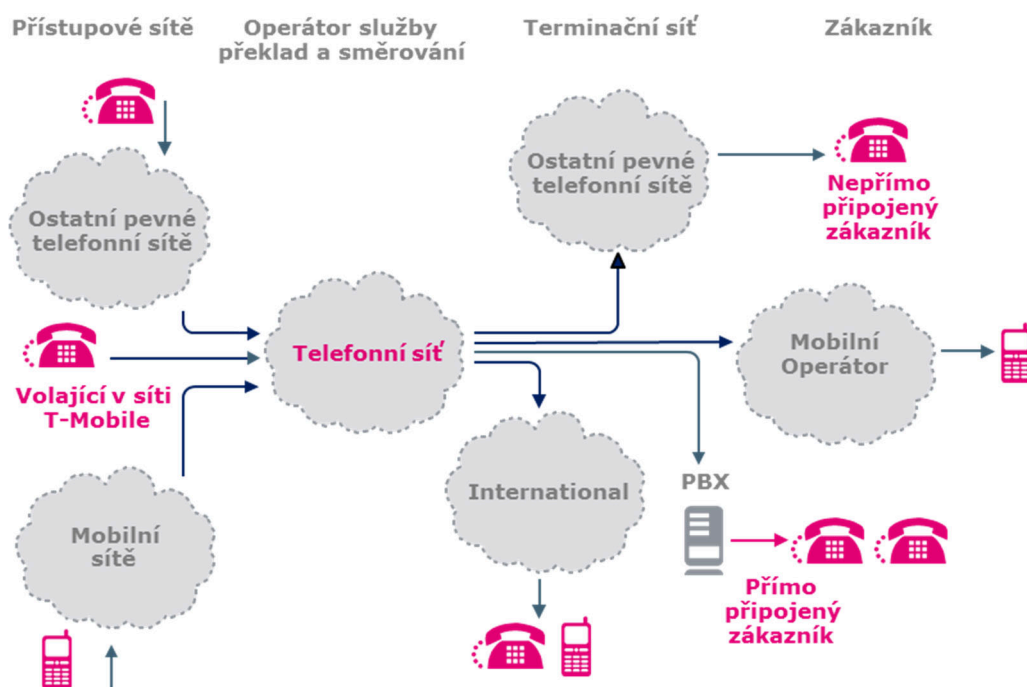 Přístupové sítě
Operátor služby
překlad a směrování
Terminační síť
Zákazník
Ostatní pevné
telefonní sítě
Ostatní pevné
telefonní sítě
Nepřímo
připojený
zákazník
Volající v síti
T-Mobile
Telefonní síť
Mobilní
Operátor
Mobilní
sítě
International
PBX
Přímo
připojený
zákazník